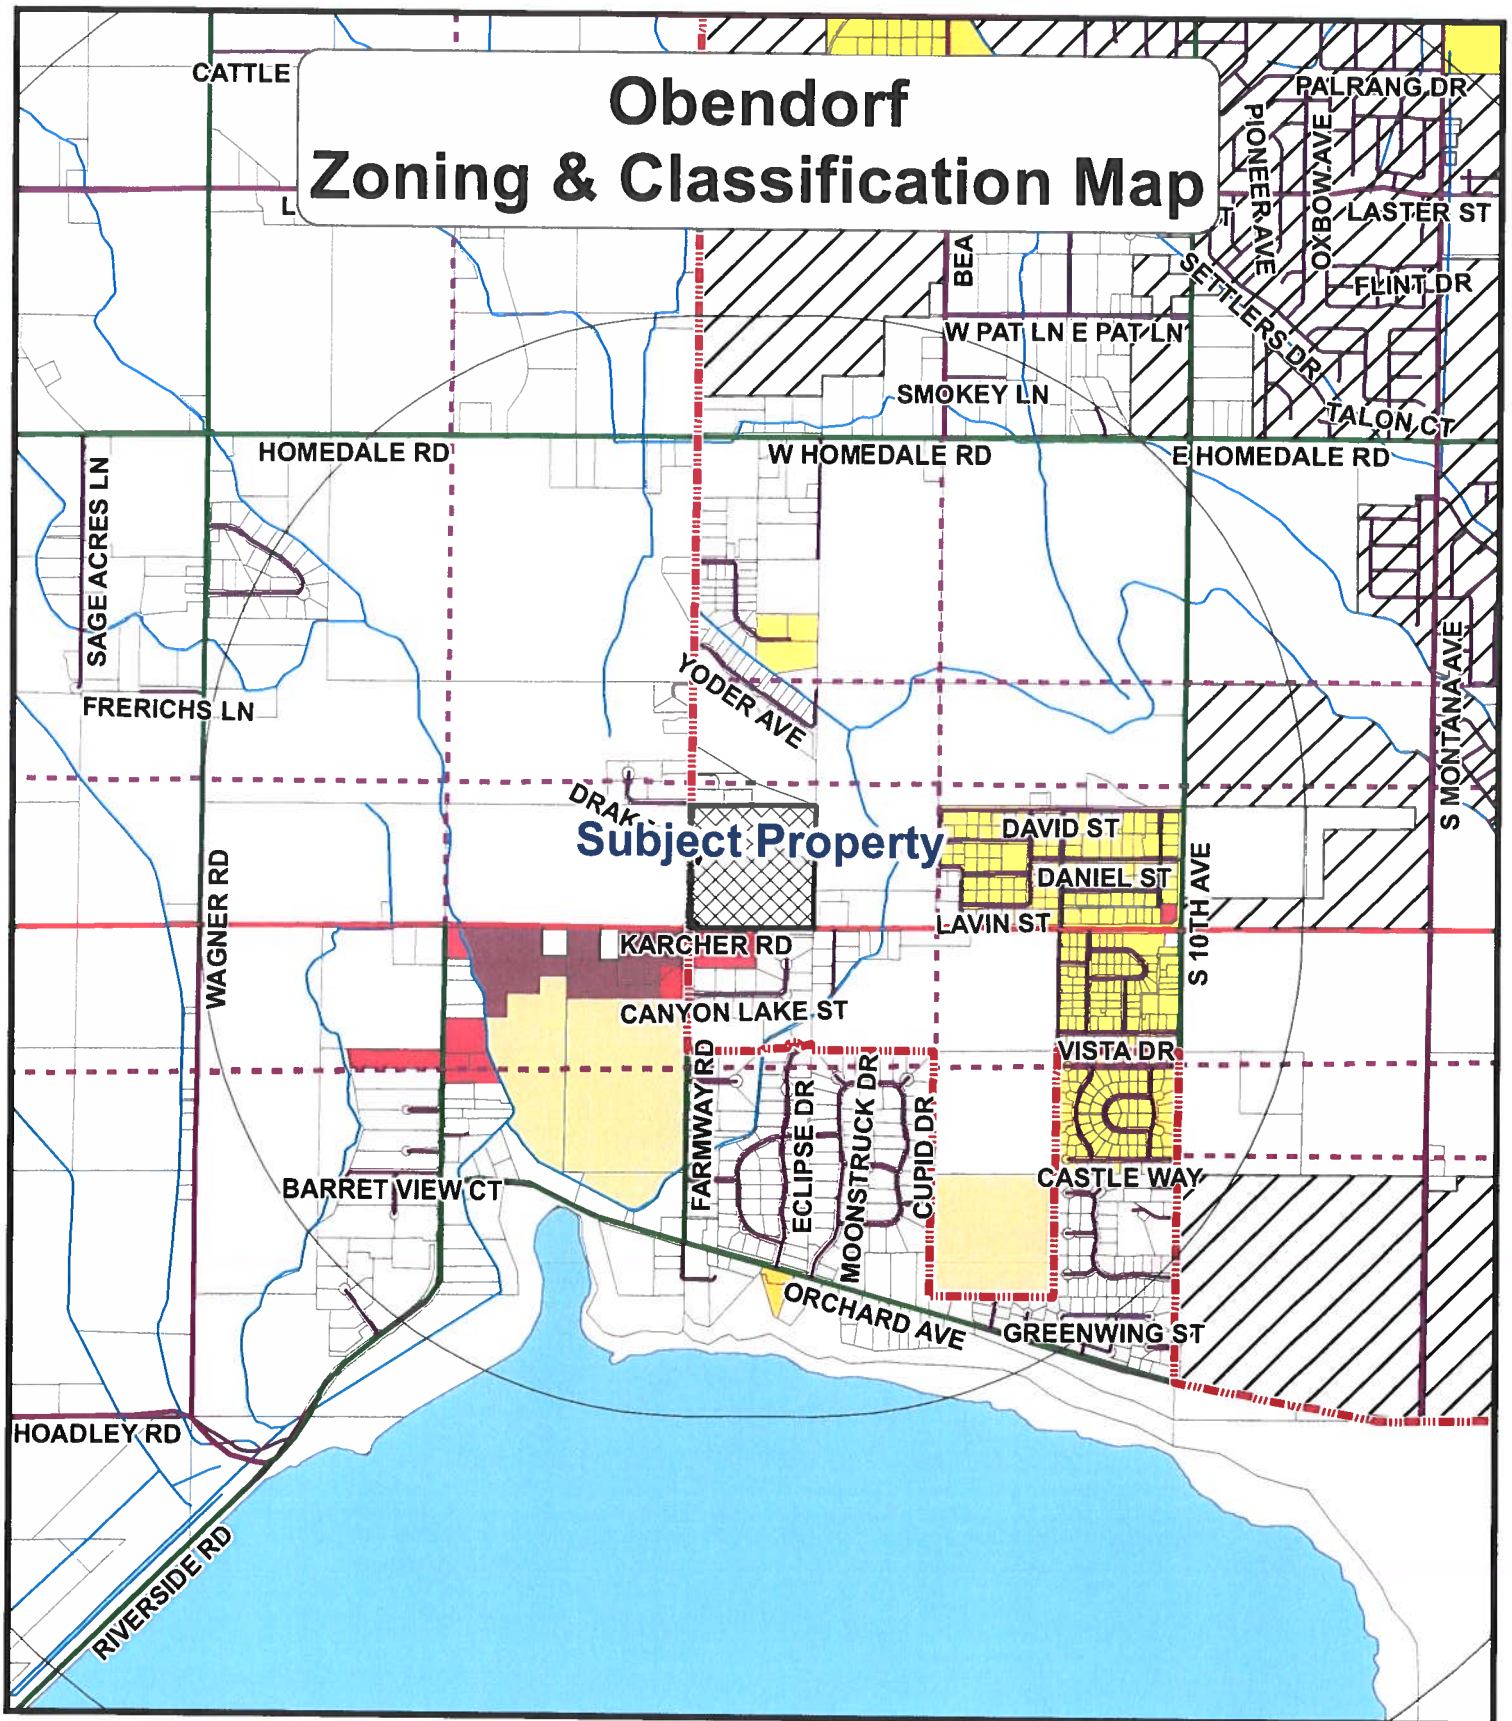 Obendorf
Zoning & Classification Map
CATTLE
L
PALRANG DR
PIONEER AVE
OXBOW AVE
T
LASTER ST
BEA
SETTLERS DR
FLINT DR
W PAT LN
E PAT LN
SMOKEY LN
TALON CT
HOMEDALE RD
W HOMEDALE RD
E HOMEDALE RD
SAGE ACRES LN
FRERICHS LN
YODER AVE
S MONTANA AVE
DRAK
Subject Property
DAVID ST
DANIEL ST
LAVIN ST
WAGNER RD
KARCHER RD
S 10TH AVE
CANYON LAKE ST
VISTA DR
FARMWAY RD
ECLIPSE DR
MOONSTRUCK DR
CUPID DR
CASTLE WAY
BARRET VIEW CT
ORCHARD AVE
GREENWING ST
HOADLEY RD
RIVERSIDE RD